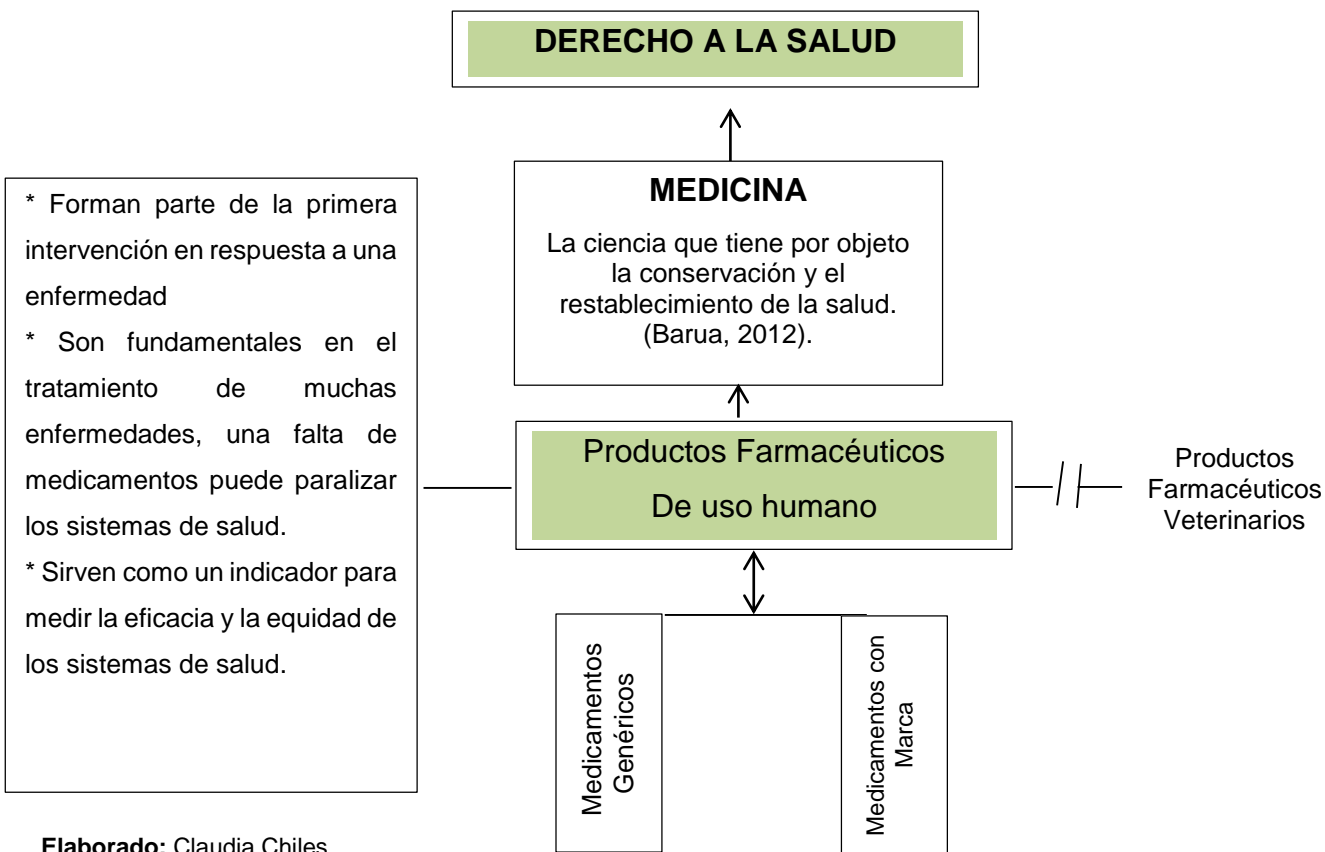 DERECHO A LA SALUD
MEDICINA
La ciencia que tiene por objeto
la conservación y el
restablecimiento de la salud.
(Barua, 2012).
* Forman parte de la primera
intervención en respuesta a una
enfermedad
* Son fundamentales en el
tratamiento de muchas
enfermedades, una falta de
medicamentos puede paralizar
los sistemas de salud.
* Sirven como un indicador para
medir la eficacia y la equidad de
los sistemas de salud.
Productos Farmacéuticos
De uso humano
Productos
Farmacéuticos
Veterinarios
Medicamentos
Genéricos
Medicamentos con
Marca
Elaborado: Claudia Chiles